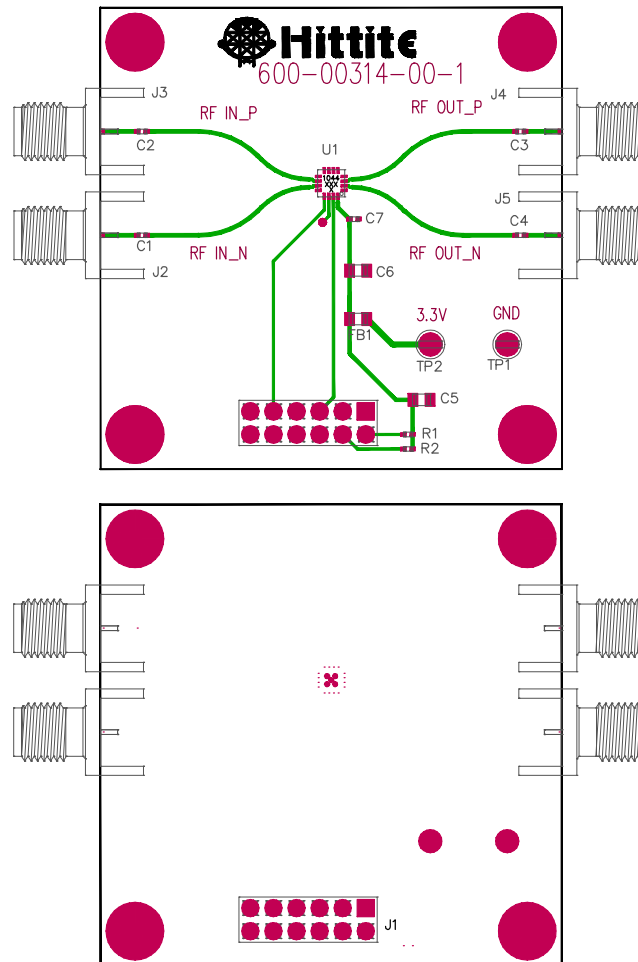 Hittite
600-00314-00-1
J3
J4
RF IN_P
RF OUT_P
C2
U1
C3
1044
XXX
J5
C7
C1
C4
RF IN_N
RF OUT_N
J2
C6
3.3V
GND
FB1
TP2
TP1
C5
R1
R2
J1